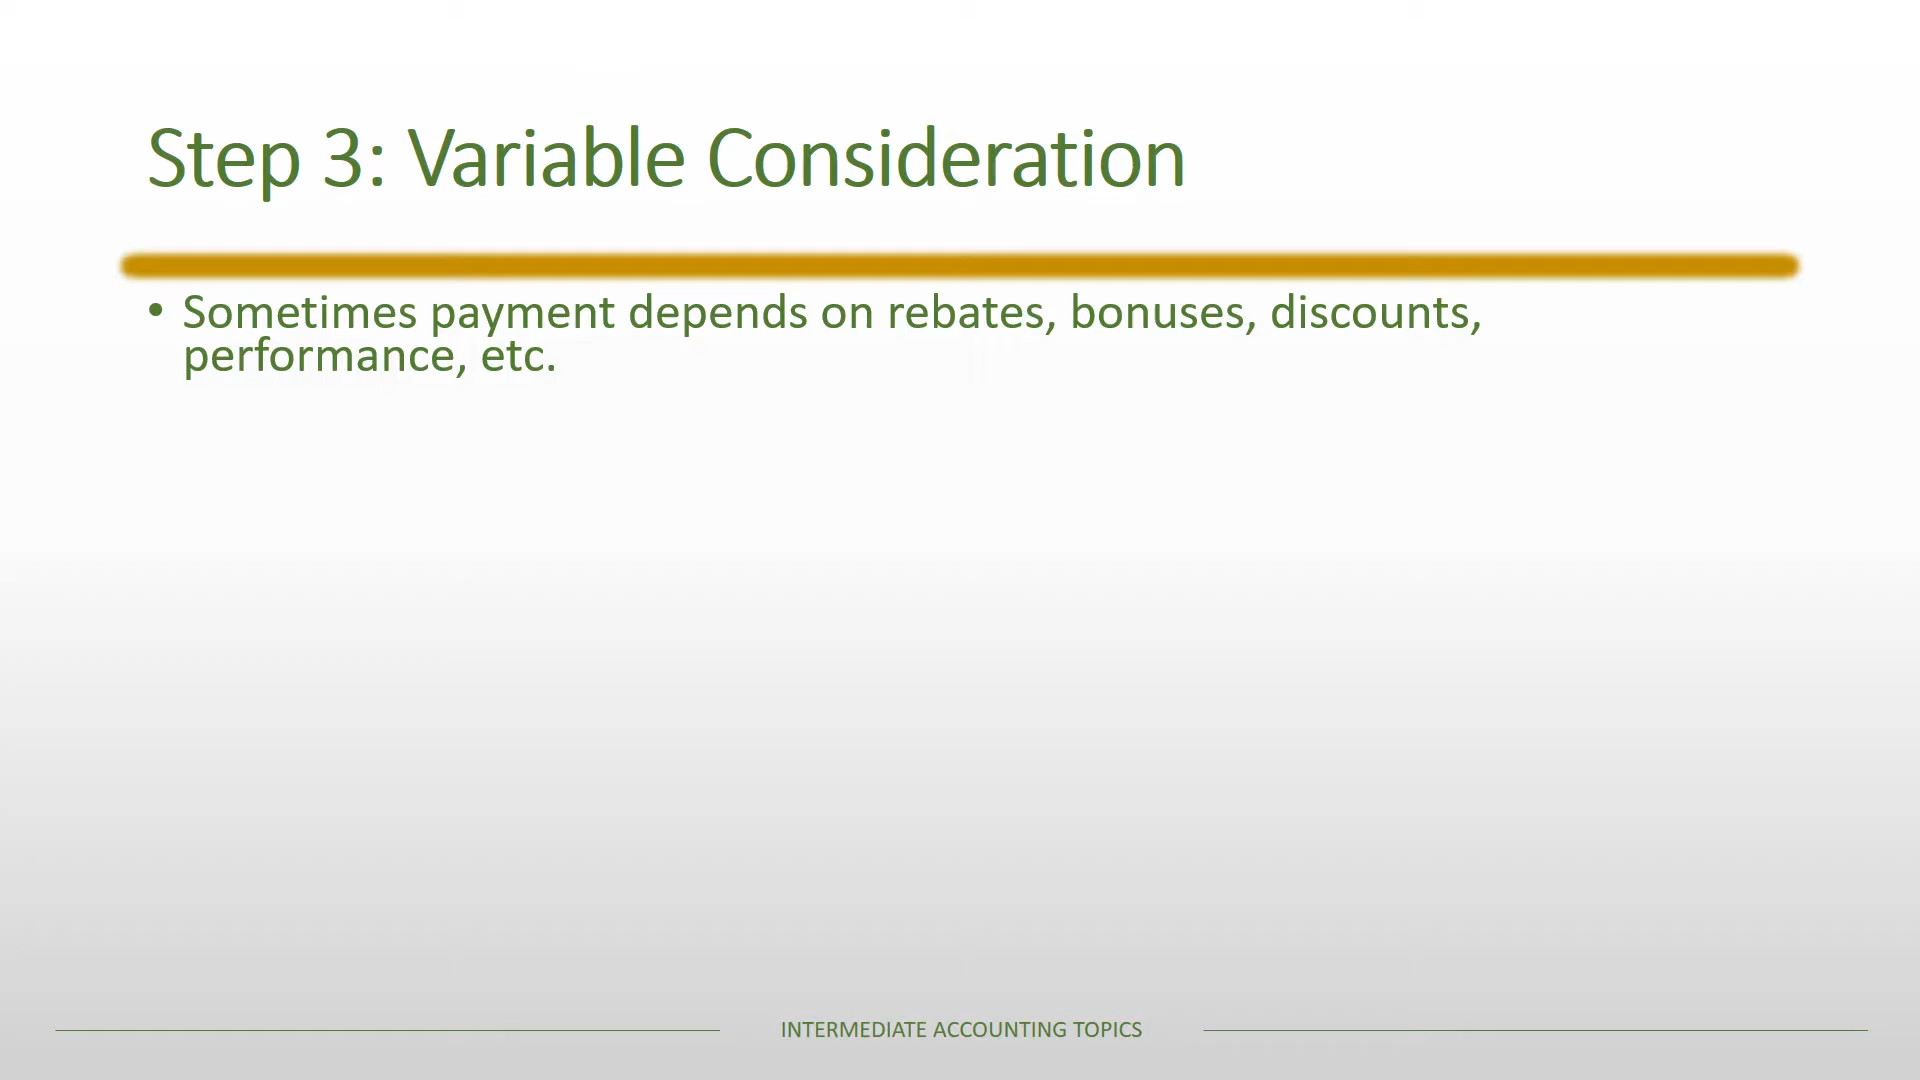 Step 3: Variable Consideration
• Sometimes payment depends on rebates, bonuses, discounts,
performance, etc.
INTERMEDIATE ACCOUNTING TOPICS